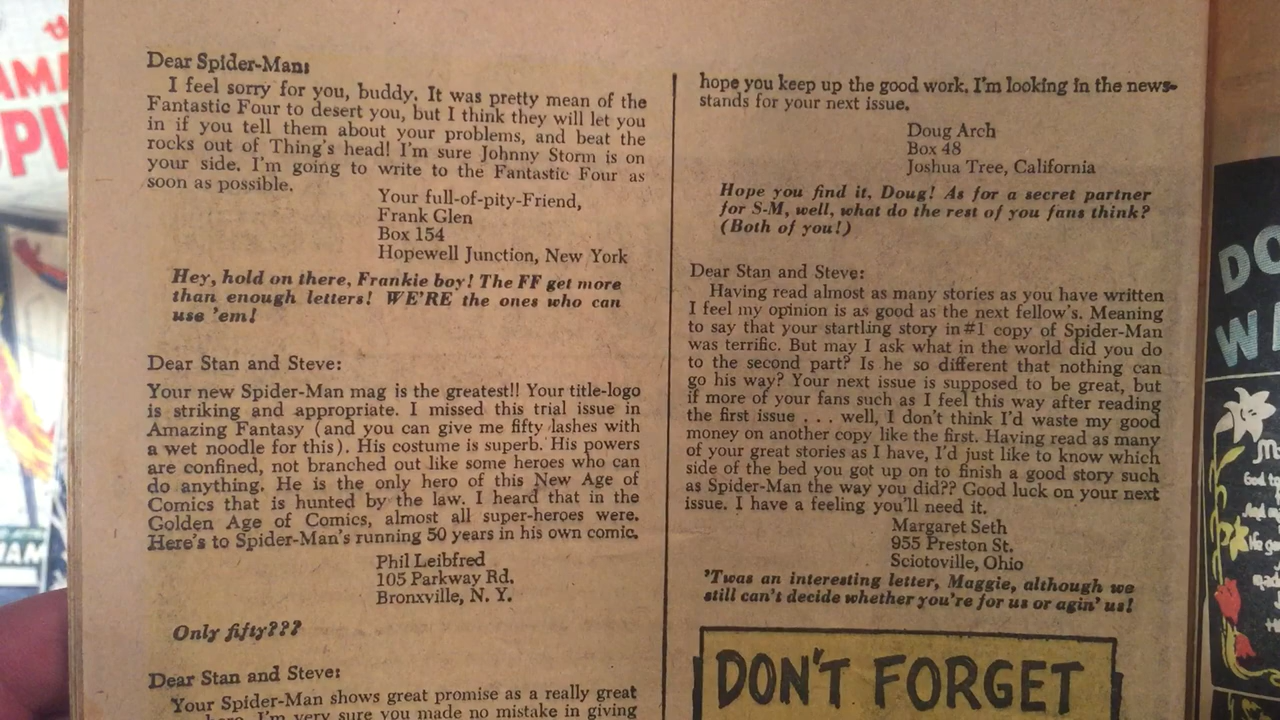 Dear Spider-Man:
I feel sorry for you, buddy. It was pretty mean of the
Fantastic Four to desert you, but I think they will let you
in if you tell them about your problems, and beat the
rocks out of Thing's head! I'm sure Johnny Storm is on
your side. I'm going to write to the Fantastic Four as
soon as possible.
Your full-of-pity-Friend,
Frank Glen
Box 154
Hopewell Junction, New York
Hey, hold on there, Frankie boy! The FF get more
than enough letters! WE'RE the ones who can
use 'em!
Dear Stan and Steve:
Your new Spider-Man mag is the greatest!! Your title-logo
is striking and appropriate. I missed this trial issue in
Amazing Fantasy (and you can give me fifty lashes with
a wet noodle for this). His costume is superb. His powers
are confined, not branched out like some heroes who can
do anything. He is the only hero of this New Age of
Comics that is hunted by the law. I heard that in the
Golden Age of Comics, almost all super-heroes were.
Here's to Spider-Man's running 50 years in his own comic.
Phil Leibfred
105 Parkway Rd.
Bronxville, N. Y.
Only fifty???
Dear Stan and Steve:
Your Spider-Man shows great promise as a really great
I'm very sure you made no mistake in giving
hope you keep up the good work. I'm looking in the news-
stands for your next issue.
Doug Arch
Box 48
Joshua Tree, California
Hope you find it, Doug! As for a secret partner
for S-M, well, what do the rest of you fans think?
(Both of you!)
Dear Stan and Steve:
Having read almost as many stories as you have written
I feel my opinion is as good as the next fellow's. Meaning
to say that your startling story in #1 copy of Spider-Man
was terrific. But may I ask what in the world did you do
to the second part? Is he so different that nothing can
go his way? Your next issue is supposed to be great, but
if more of your fans such as I feel this way after reading
the first issue . . . well, I don't think I'd waste my good
money on another copy like the first. Having read as many
of your great stories as I have, I'd just like to know which
side of the bed you got up on to finish a good story such
as Spider-Man the way you did?? Good luck on your next
issue. I have a feeling you'll need it.
Margaret Seth
955 Preston St.
Sciotoville, Ohio
'Twas an interesting letter, Maggie, although we
still can't decide whether you're for us or agin' us!
DON'T FORGET